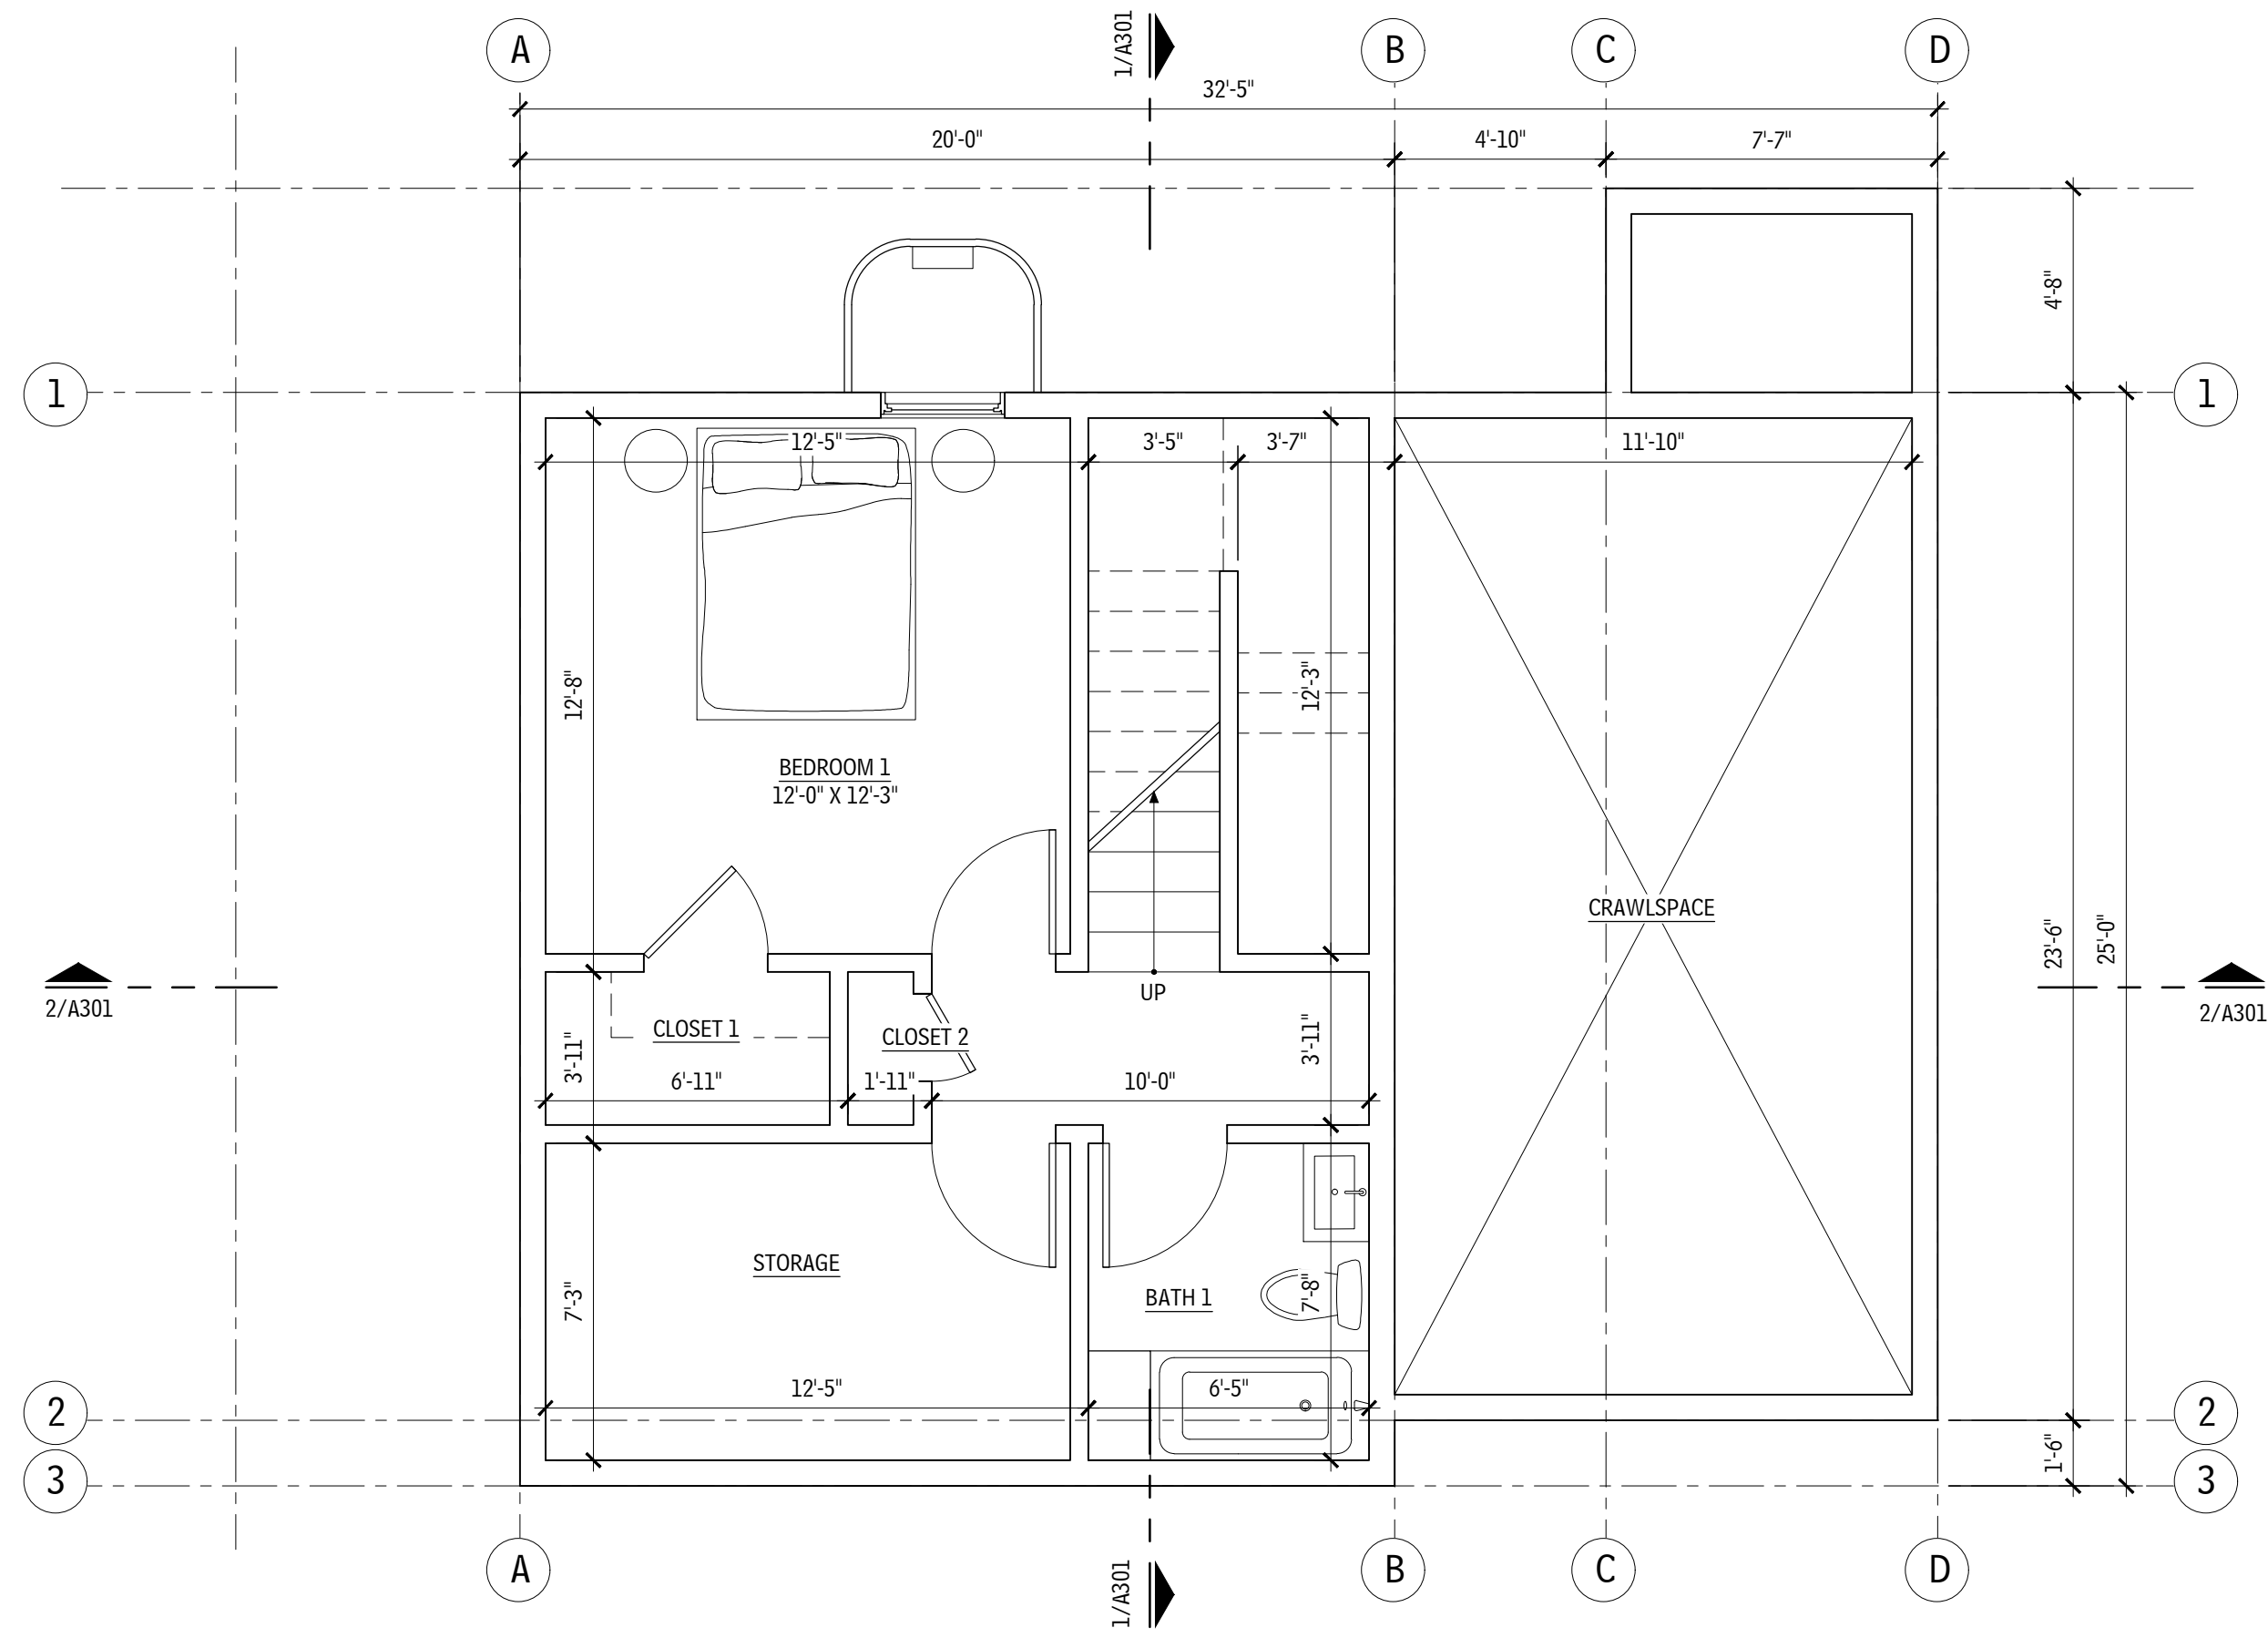 A
1/A301
B
C
D
32'-5"
20'-0"
4'-10"
7'-7"
4'-8"
1
1
12'-5"
3'-5"
3'-7"
11'-10"
12'-8"
12'-3"
BEDROOM 1
12'-0" X 12'-3"
CRAWLSPACE
23'-6"
25'-0"
2/A301
UP
2/A301
CLOSET 1
CLOSET 2
3'-11"
3'-11"
6'-11"
1'-11"
10'-0"
STORAGE
BATH 1
7'-3"
7'-8"
12'-5"
6'-5"
2
2
1'-6"
3
3
A
1/A301
B
C
D